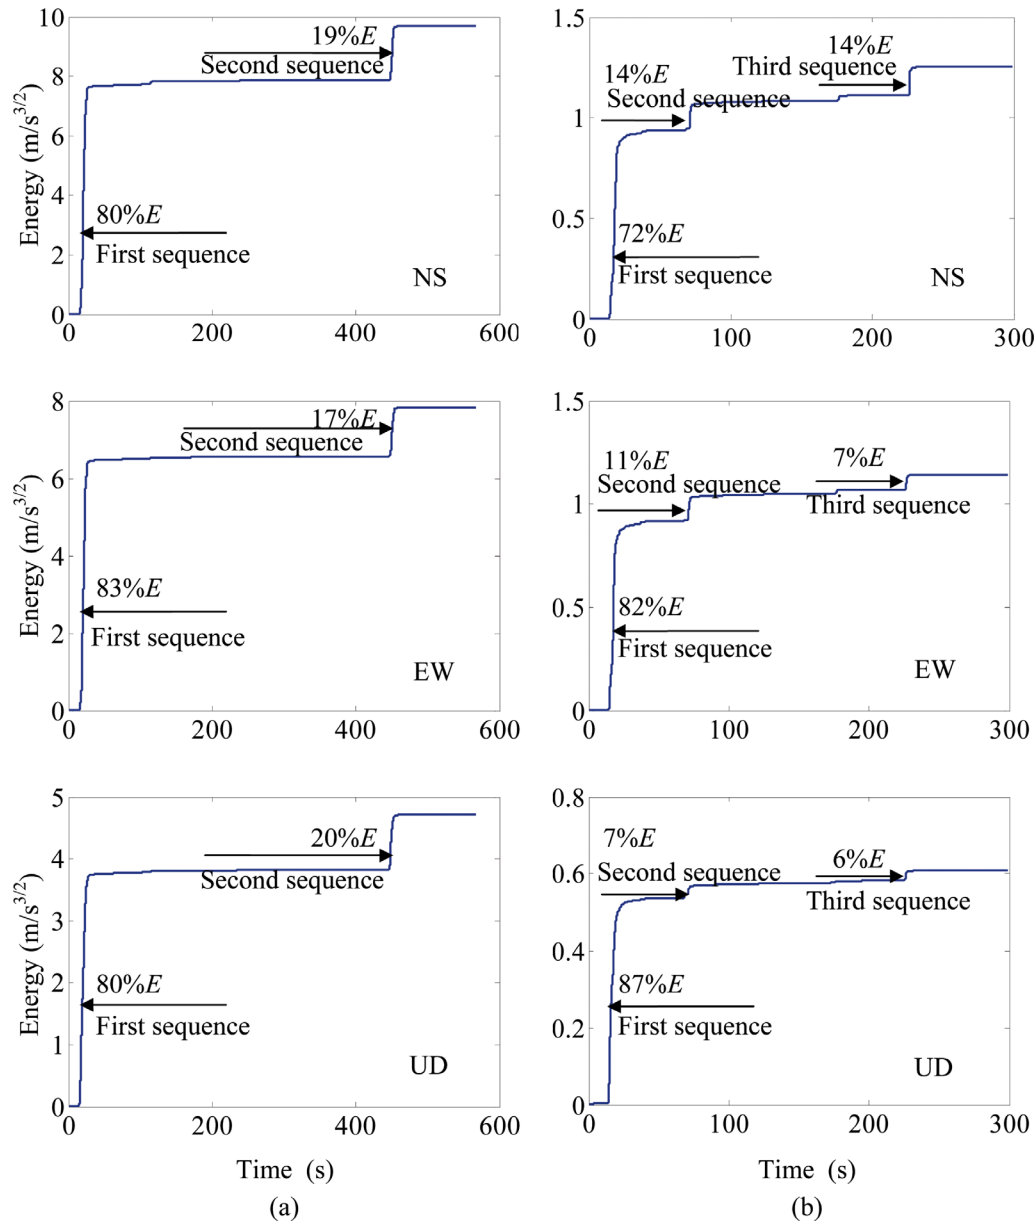 10
8
6
4
2
0
Energy (m/s^3/2)
19%E
Second sequence
80%E
First sequence
NS
0
200
400
600
1.5
1
0.5
0
14%E
Second sequence
14%E
Third sequence
72%E
First sequence
NS
0
100
200
300
8
6
4
2
0
Energy (m/s^3/2)
17%E
Second sequence
83%E
First sequence
EW
0
200
400
600
1.5
1
0.5
0
11%E
Second sequence
7%E
Third sequence
82%E
First sequence
EW
0
100
200
300
5
4
3
2
1
0
Energy (m/s^3/2)
20%E
Second sequence
80%E
First sequence
UD
0
200
400
600
Time (s)
(a)
0.8
0.6
0.4
0.2
0
7%E
Second sequence
6%E
Third sequence
87%E
First sequence
UD
0
100
200
300
Time (s)
(b)